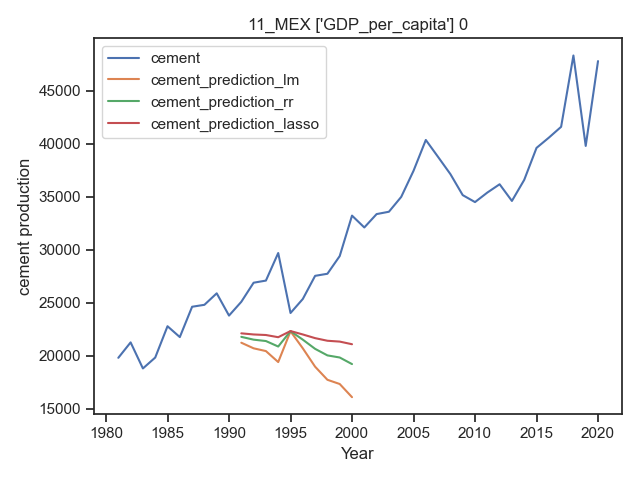 11_MEX ['GDP_per_capita'] 0
cement
cement_prediction_lm
cement_prediction_rr
cement_prediction_lasso
45000
40000
35000
30000
25000
20000
15000
cement production
1980 1985 1990 1995 2000 2005 2010 2015 2020
Year